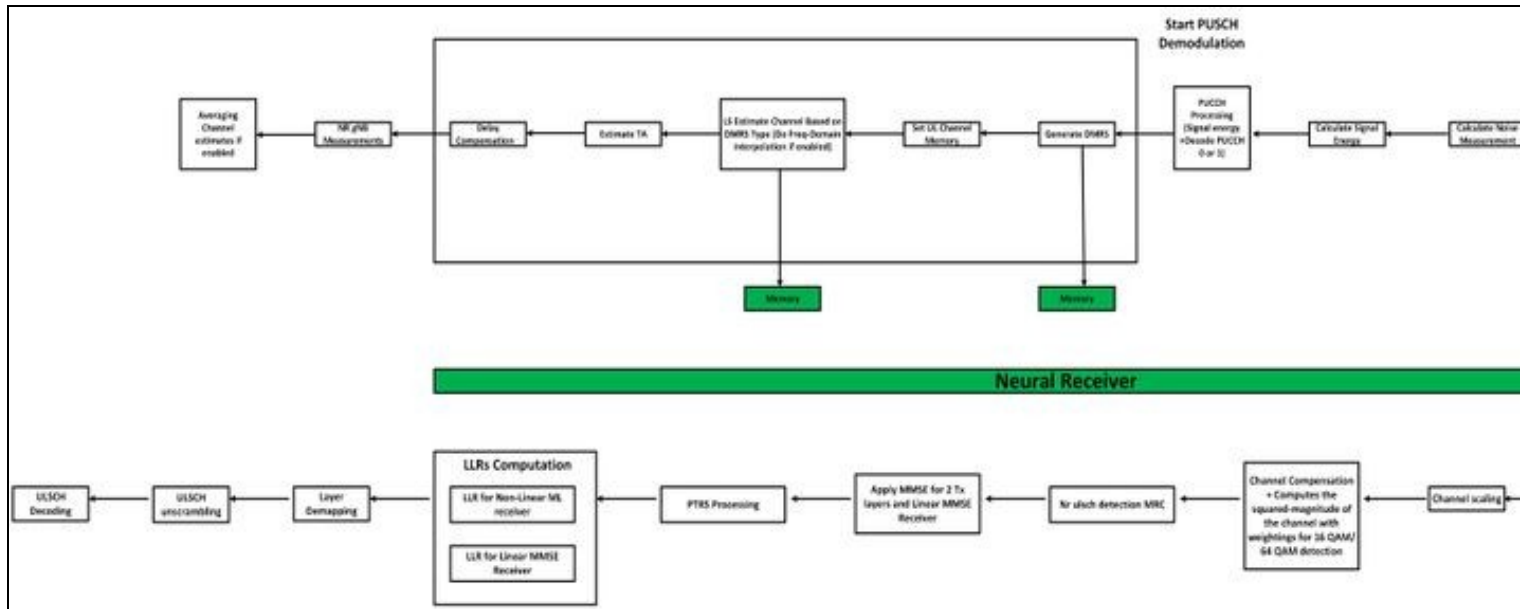 Start PUSCH
Demodulation
Averaging
Channel
estimates if
enabled
NR gNB
Measurements
Delay
Compensation
Estimate TA
LS Estimate Channel Based on
DMRS Type (Do Freq-Domain
Interpolation if enabled)
Set UL Channel
Memory
Generate DMRS
PUCCH
Processing
(Signal energy
+Decode PUCCH
0 or 1)
Calculate Signal
Energy
Calculate Noise
Measurement
Memory
Memory
Neural Receiver
ULSCH
Decoding
ULSCH
unscrambling
Layer
Demapping
LLRs Computation
LLR for Non-Linear ML
receiver
LLR for Linear MMSE
Receiver
PTRS Processing
Apply MMSE for 2 Tx
layers and Linear MMSE
Receiver
Nr ulsch detection MRC
Channel Compensation
+ Computes the
squared-magnitude of
the channel with
weightings for 16 QAM/
64 QAM detection
Channel scaling